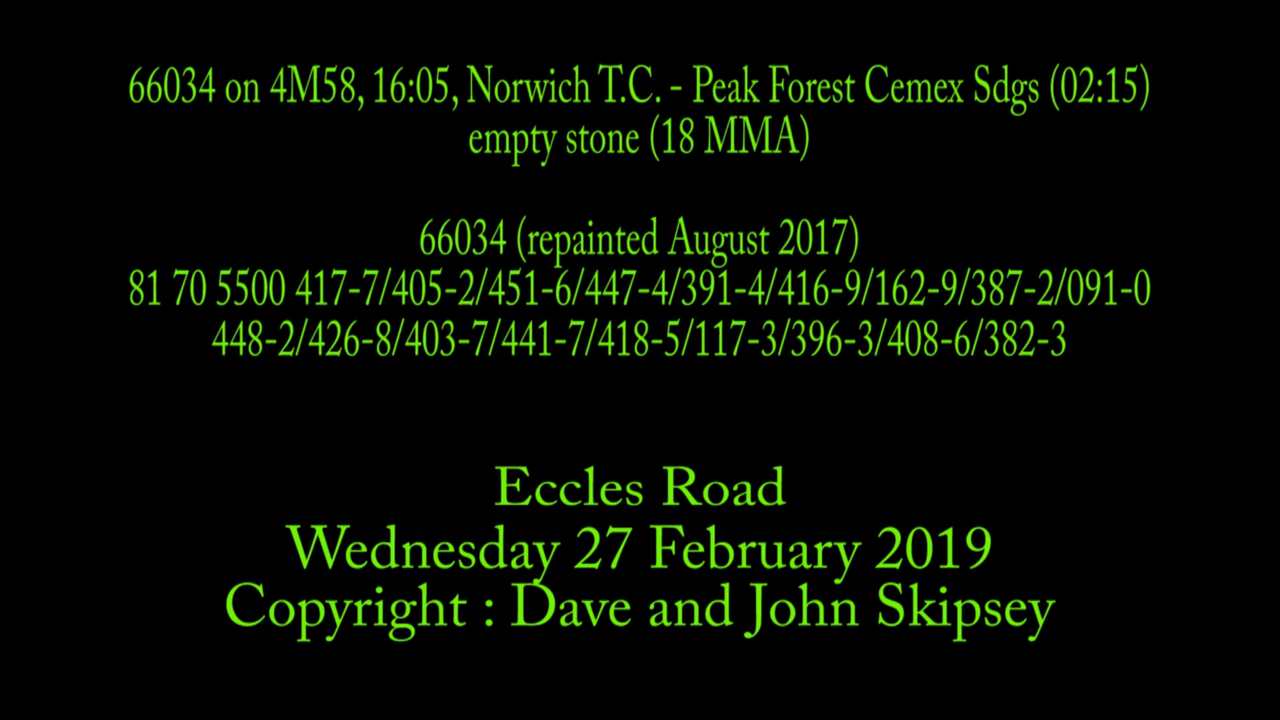 66034 on 4M58, 16:05, Norwich T.C. - Peak Forest Cemex Sdgs (02:15)
empty stone (18 MMA)
66034 (repainted August 2017)
81 70 5500 417-7/405-2/451-6/447-4/391-4/416-9/162-9/387-2/091-0
448-2/426-8/403-7/441-7/418-5/117-3/396-3/408-6/382-3
Eccles Road
Wednesday 27 February 2019
Copyright : Dave and John Skipsey